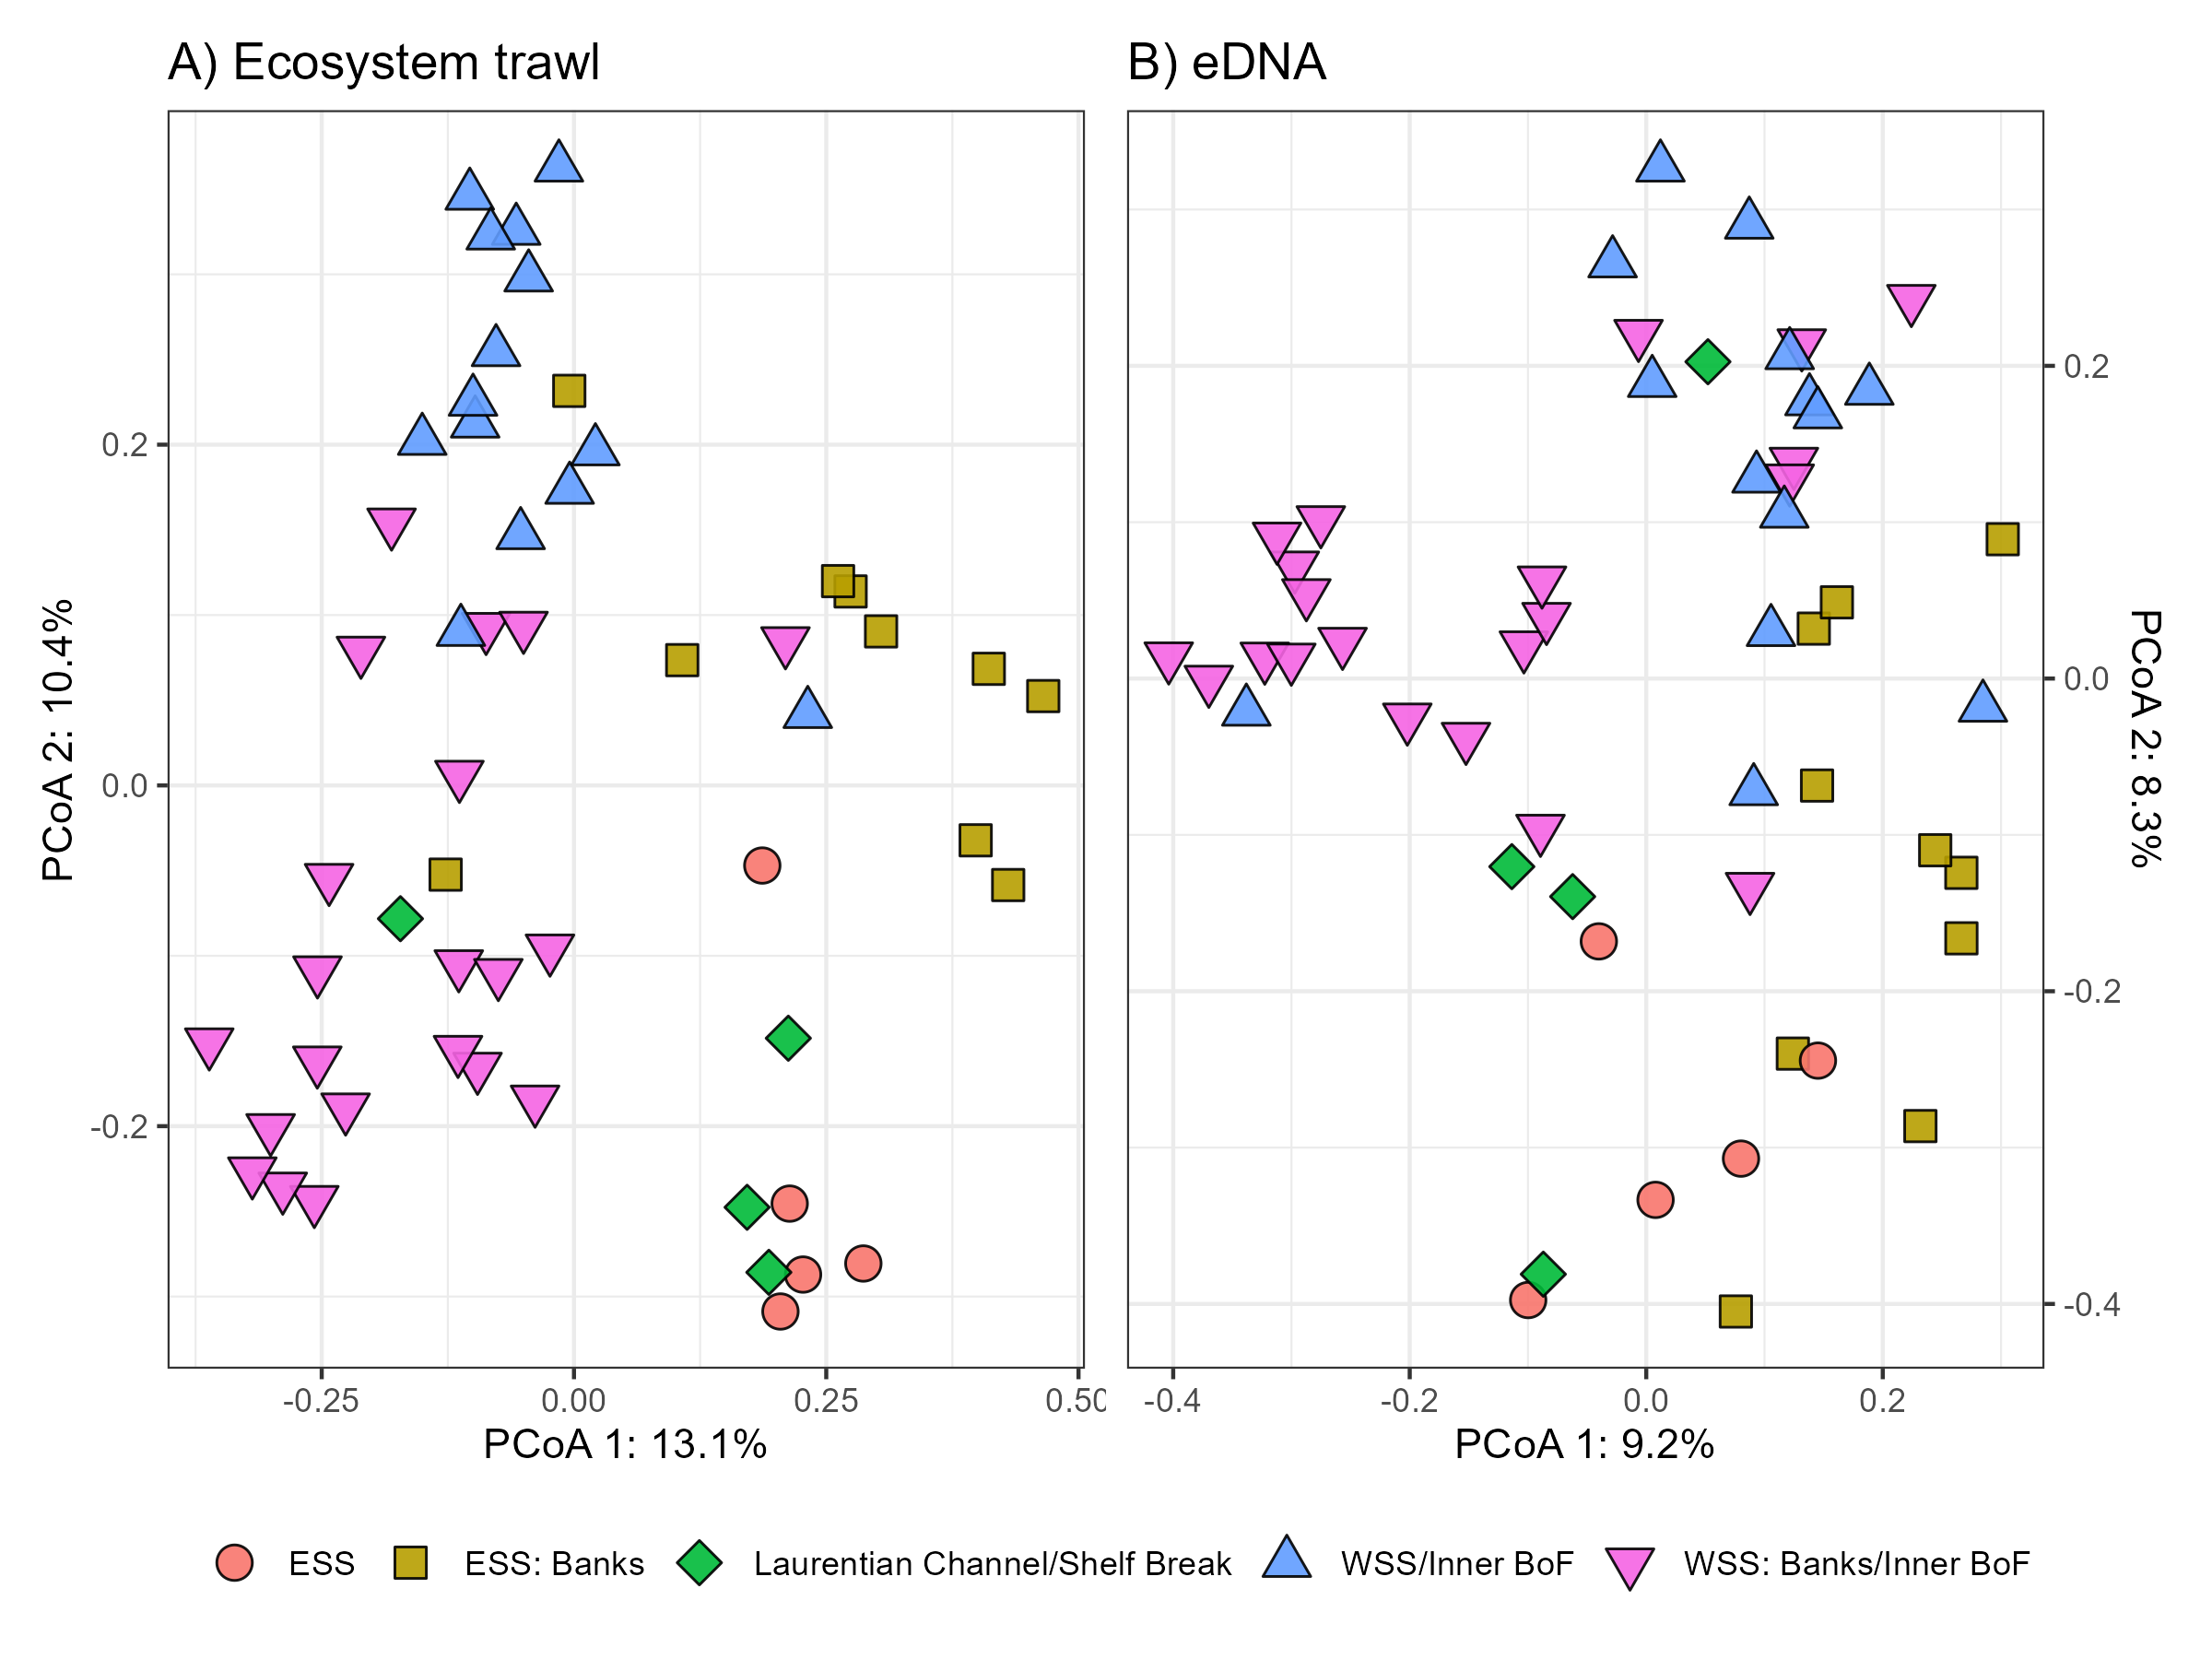 A) Ecosystem trawl
B) eDNA
PCoA 2: 10.4%
0.2
0.0
-0.2
-0.25
0.00
0.25
0.50
PCoA 1: 13.1%
-0.4
-0.2
0.0
0.2
PCoA 1: 9.2%
0.2
0.0
-0.2
-0.4
PCoA 2: 8.3%
ESS
ESS: Banks
Laurentian Channel/Shelf Break
WSS/Inner BoF
WSS: Banks/Inner BoF